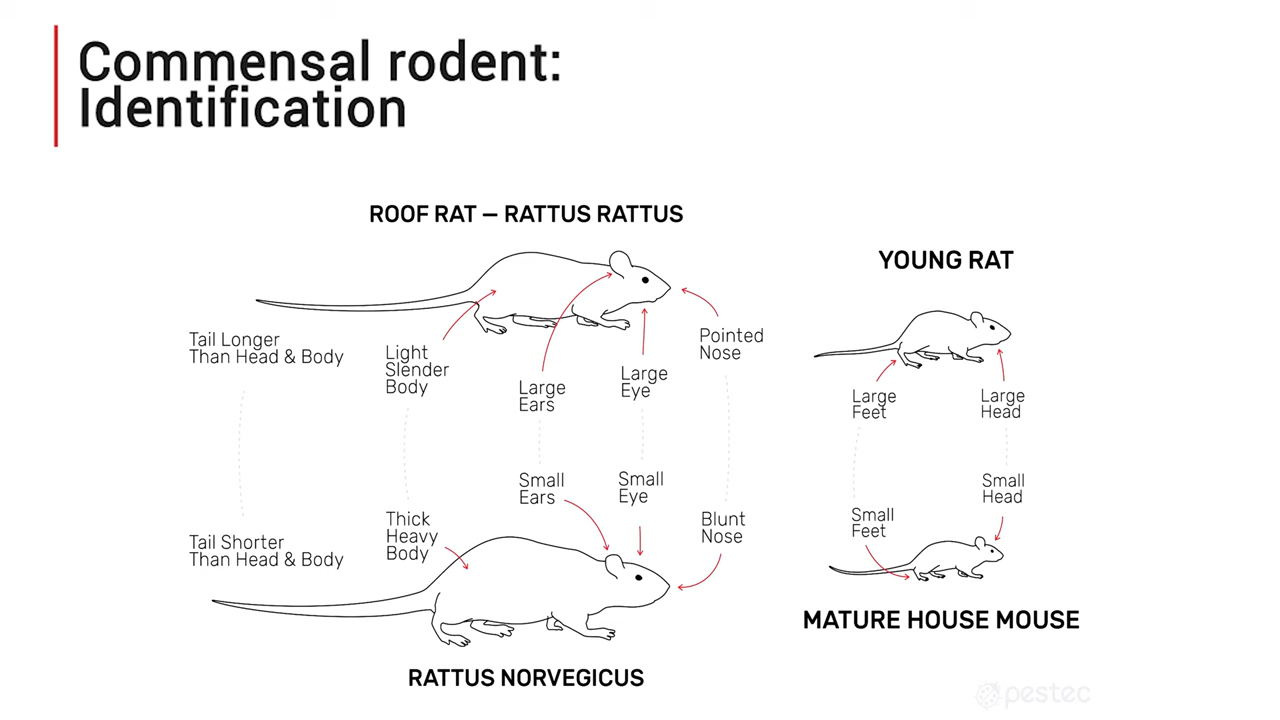 Commensal rodent:
Identification
ROOF RAT – RATTUS RATTUS
Tail Longer
Than Head & Body
Light
Slender
Body
Large
Ears
Large
Eye
Pointed
Nose
Tail Shorter
Than Head & Body
Thick
Heavy
Body
Small
Ears
Small
Eye
Blunt
Nose
RATTUS NORVEGICUS
YOUNG RAT
Large
Feet
Large
Head
Small
Feet
Small
Head
MATURE HOUSE MOUSE
pestec